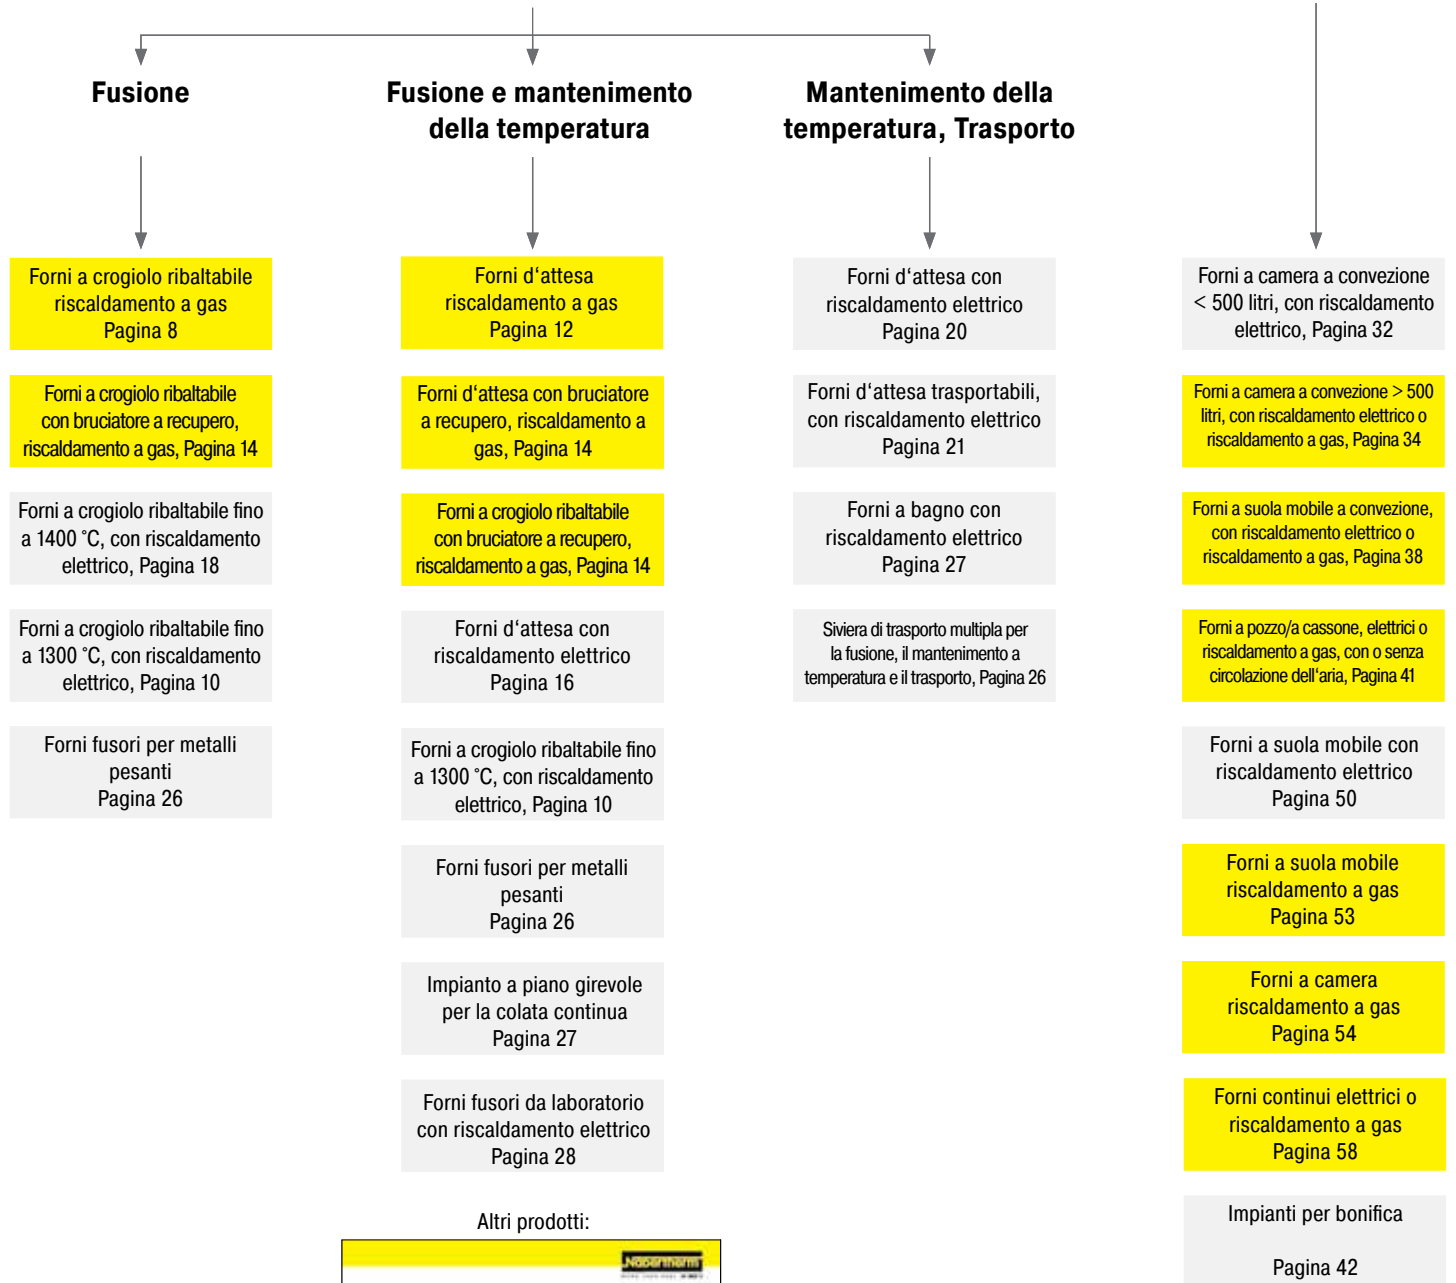 Fusione
Forni a crogiolo ribaltabile
riscaldamento a gas
Pagina 8
Forni a crogiolo ribaltabile
con bruciatore a recupero,
riscaldamento a gas, Pagina 14
Forni a crogiolo ribaltabile fino
a 1400 °C, con riscaldamento
elettrico, Pagina 18
Forni a crogiolo ribaltabile fino
a 1300 °C, con riscaldamento
elettrico, Pagina 10
Forni fusori per metalli
pesanti
Pagina 26
Fusione e mantenimento
della temperatura
Forni d‘attesa
riscaldamento a gas
Pagina 12
Forni d‘attesa con bruciatore
a recupero, riscaldamento a
gas, Pagina 14
Forni a crogiolo ribaltabile
con bruciatore a recupero,
riscaldamento a gas, Pagina 14
Forni d‘attesa con
riscaldamento elettrico
Pagina 16
Forni a crogiolo ribaltabile fino
a 1300 °C, con riscaldamento
elettrico, Pagina 10
Forni fusori per metalli
pesanti
Pagina 26
Impianto a piano girevole
per la colata continua
Pagina 27
Forni fusori da laboratorio
con riscaldamento elettrico
Pagina 28
Altri prodotti:
Nabertherm
Mantenimento della
temperatura, Trasporto
Forni d‘attesa con
riscaldamento elettrico
Pagina 20
Forni d‘attesa trasportabili,
con riscaldamento elettrico
Pagina 21
Forni a bagno con
riscaldamento elettrico
Pagina 27
Siviera di trasporto multipla per
la fusione, il mantenimento a
temperatura e il trasporto, Pagina 26
Forni a camera a convezione
< 500 litri, con riscaldamento
elettrico, Pagina 32
Forni a camera a convezione > 500
litri, con riscaldamento elettrico o
riscaldamento a gas, Pagina 34
Forni a suola mobile a convezione,
con riscaldamento elettrico o
riscaldamento a gas, Pagina 38
Forni a pozzo/a cassone, elettrici o
riscaldamento a gas, con o senza
circolazione dell‘aria, Pagina 41
Forni a suola mobile con
riscaldamento elettrico
Pagina 50
Forni a suola mobile
riscaldamento a gas
Pagina 53
Forni a camera
riscaldamento a gas
Pagina 54
Forni continui elettrici o
riscaldamento a gas
Pagina 58
Impianti per bonifica
Pagina 42